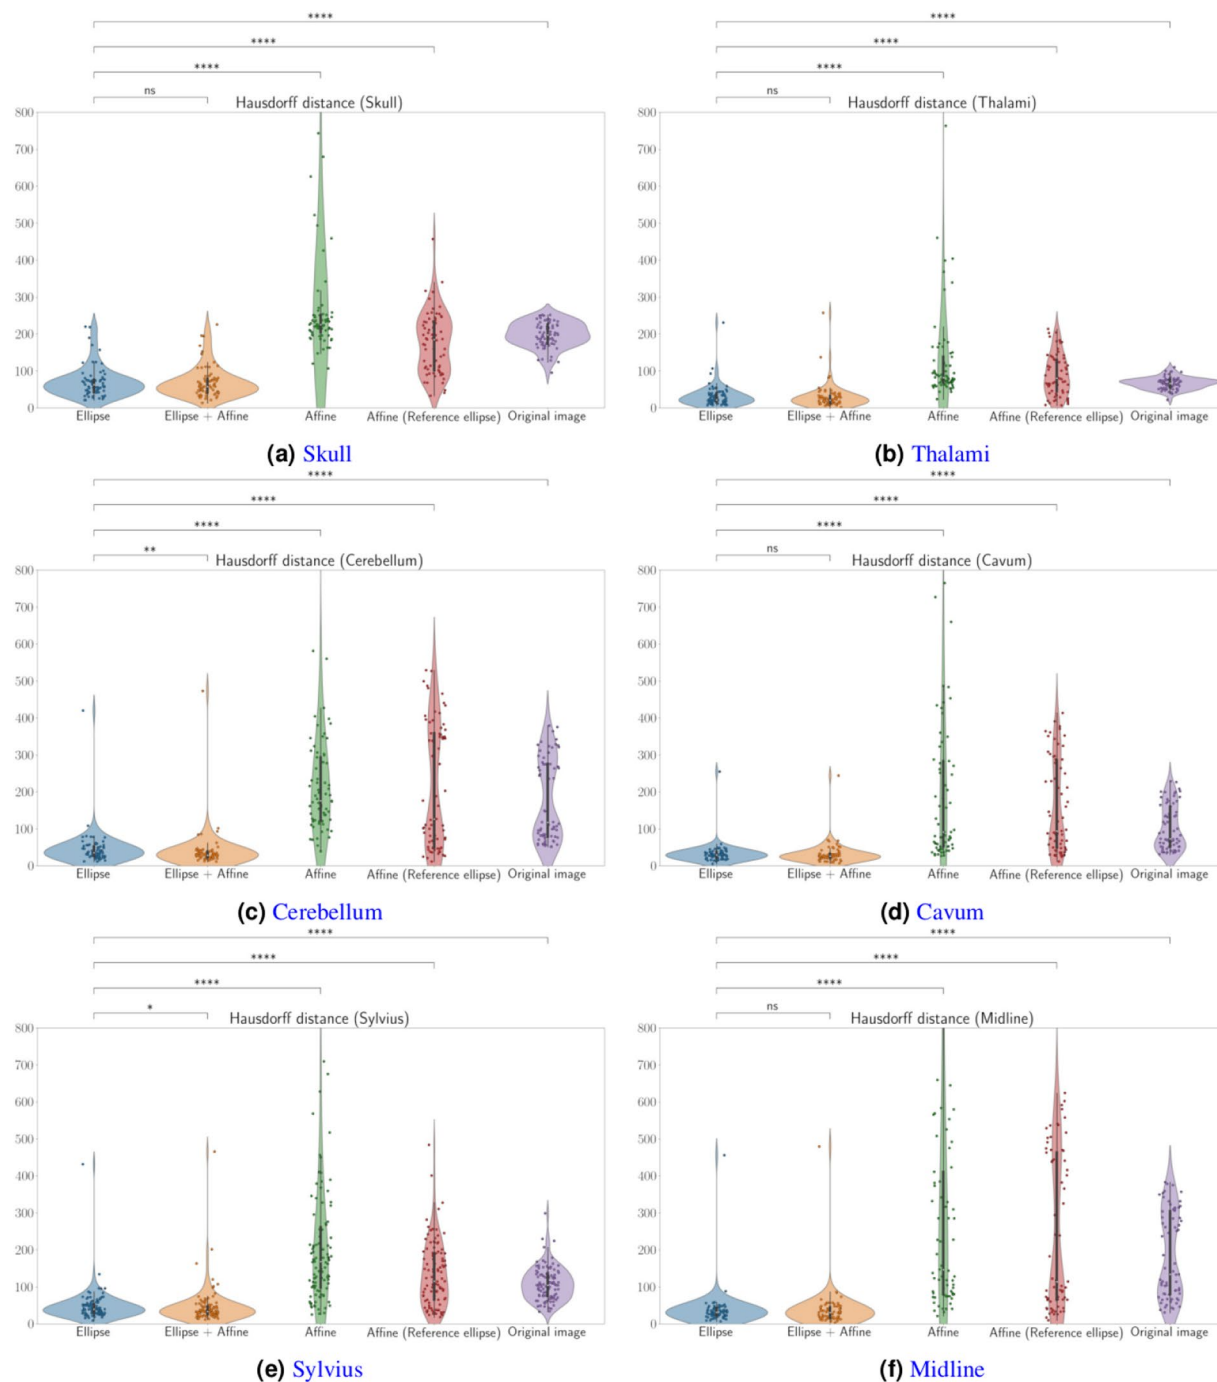 ****
****
****
ns
Hausdorff distance (Skull)
800
700
600
500
400
300
200
100
0
Ellipse
Ellipse + Affine
Affine
Affine (Reference ellipse)
Original image
(a) Skull
****
****
****
ns
Hausdorff distance (Thalami)
800
700
600
500
400
300
200
100
0
Ellipse
Ellipse + Affine
Affine
Affine (Reference ellipse)
Original image
(b) Thalami
****
****
****
**
Hausdorff distance (Cerebellum)
800
700
600
500
400
300
200
100
0
Ellipse
Ellipse + Affine
Affine
Affine (Reference ellipse)
Original image
(c) Cerebellum
****
****
****
ns
Hausdorff distance (Cavum)
800
700
600
500
400
300
200
100
0
Ellipse
Ellipse + Affine
Affine
Affine (Reference ellipse)
Original image
(d) Cavum
****
****
****
*
Hausdorff distance (Sylvius)
800
700
600
500
400
300
200
100
0
Ellipse
Ellipse + Affine
Affine
Affine (Reference ellipse)
Original image
(e) Sylvius
****
****
****
ns
Hausdorff distance (Midline)
800
700
600
500
400
300
200
100
0
Ellipse
Ellipse + Affine
Affine
Affine (Reference ellipse)
Original image
(f) Midline